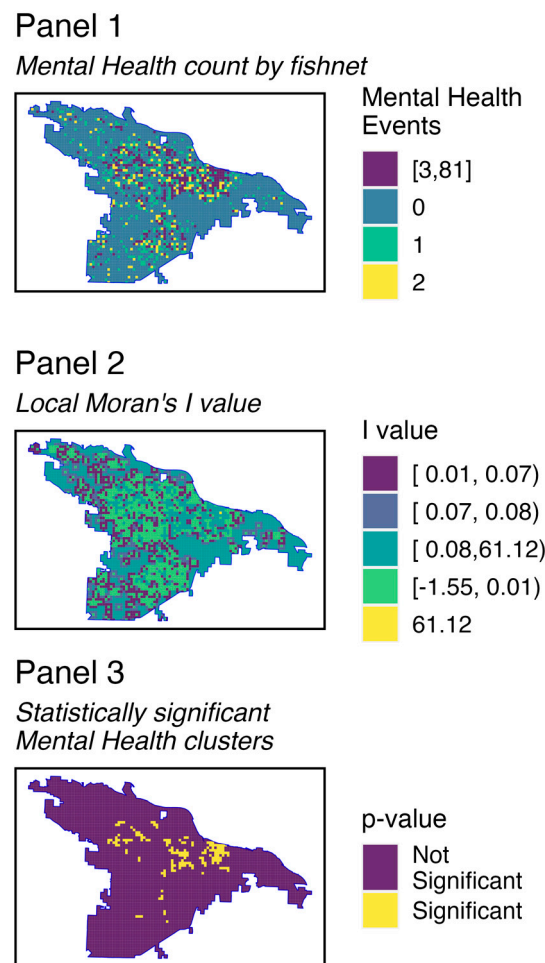 Panel 1
Mental Health count by fishnet
Mental Health
Events
[3,81]
0
1
2
Panel 2
Local Moran's I value
I value
[ 0.01, 0.07)
[ 0.07, 0.08)
[ 0.08,61.12)
[-1.55, 0.01)
61.12
Panel 3
Statistically significant
Mental Health clusters
p-value
Not
Significant
Significant